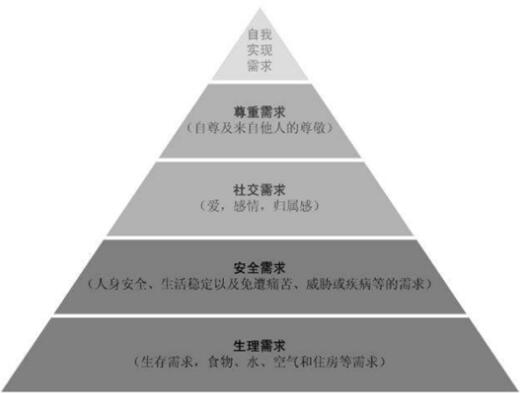 自我
实现
需求
尊重需求
（自尊及来自他人的尊敬）
社交需求
（爱，感情，归属感）
安全需求
（人身安全、生活稳定以及免遭痛苦、威胁或疾病等的需求）
生理需求
（生存需求，食物、水、空气和住房等需求）